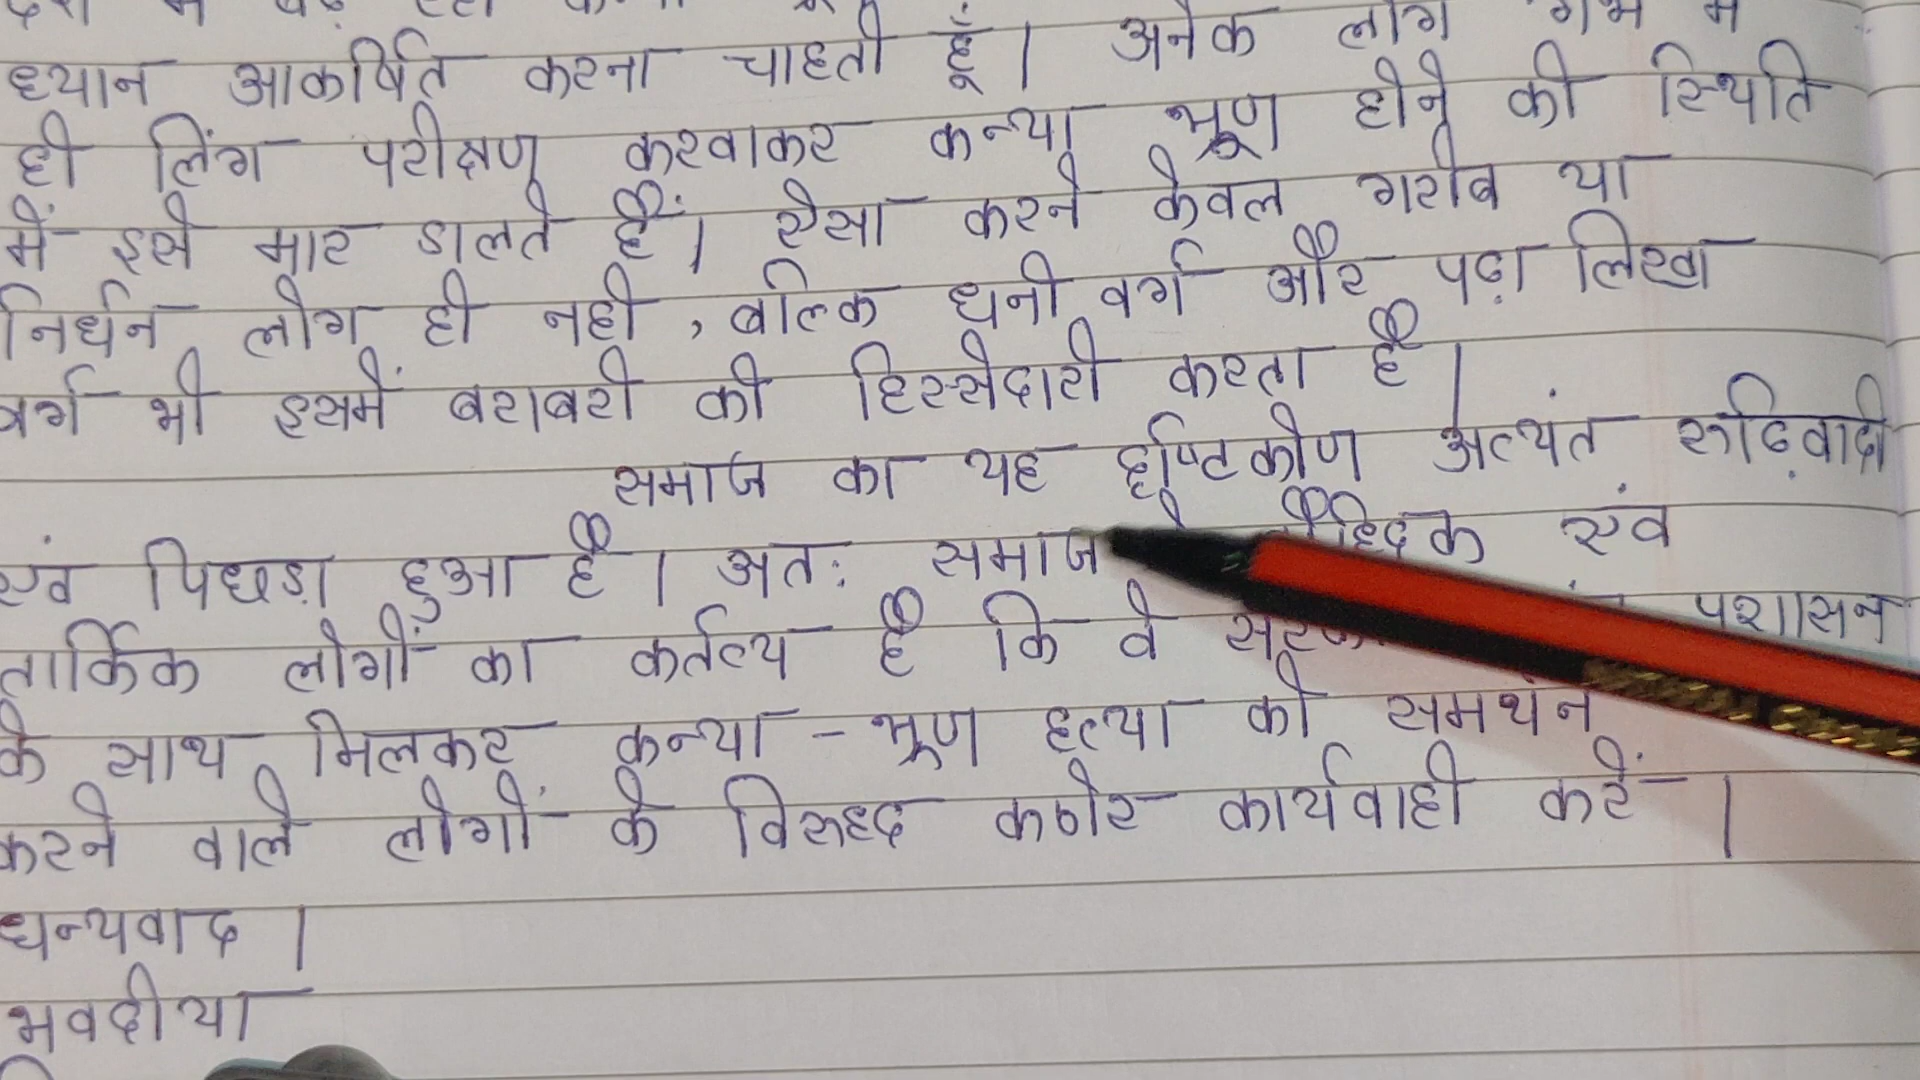 ध्यान आकर्षित करना चाहती हूँ। अनेक लोग गर्भ में
ही लिंग परीक्षण करवाकर कन्या भ्रूण होने की स्थिति
में इसे मार डालते हैं। ऐसा करने केवल गरीब या
निर्धन लोग ही नही, बल्कि धनी वर्ग और पढ़ा लिखा
वर्ग भी इसमें बराबरी की हिस्सेदारी करता है।
समाज का यह दृष्टिकोण अत्यंत रूढ़िवादी
एवं पिछड़ा हुआ है। अतः समाज एवं
तार्किक लोगों का कर्तव्य है कि वे प्रशासन
के साथ मिलकर कन्या - भ्रूण हत्या को समर्थन
करने वाले लोगों के विरुद्ध कठोर कार्यवाही करें।
धन्यवाद।
भवदीया